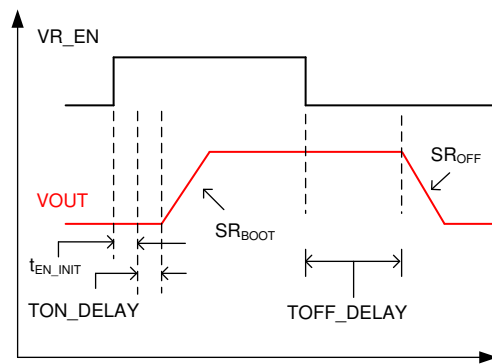 VR_EN
VOUT
SR_OFF
SR_BOOT
t_EN_INIT
TON_DELAY
TOFF_DELAY